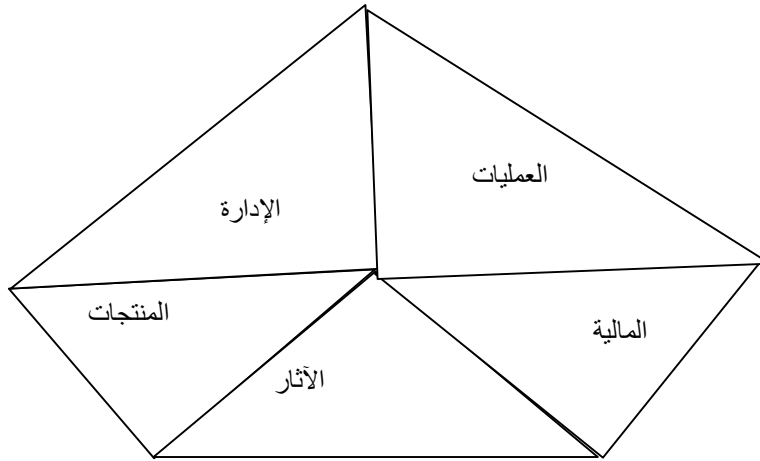 العمليات
الإدارة
المنتجات
المالية
الآثار